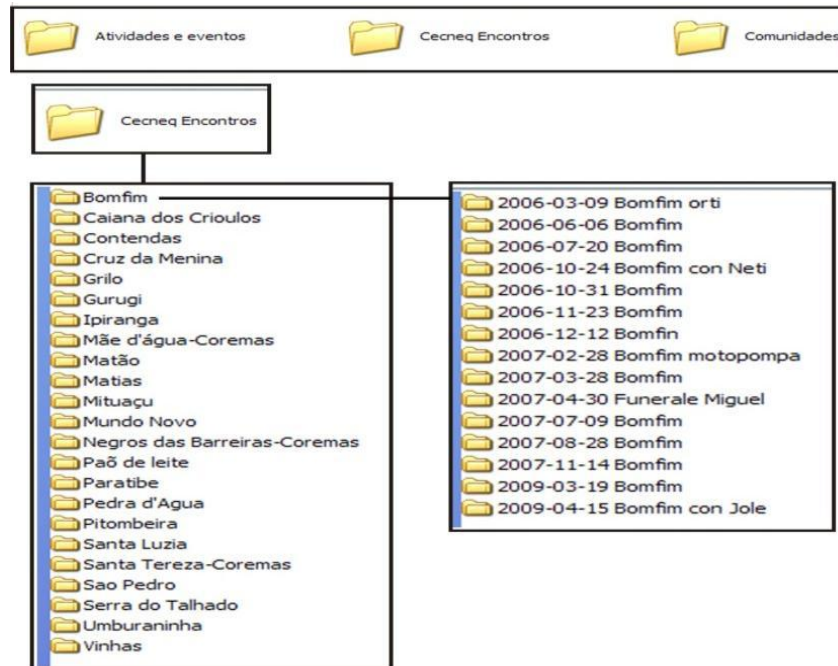 Atividades e eventos
Cecneq Encontros
Comunidades
Cecneq Encontros
Bomfim
Caiana dos Crioulos
Contendas
Cruz da Menina
Grilo
Gurugi
Ipiranga
Mãe d'água-Coremas
Matão
Matias
Mituaçu
Mundo Novo
Negros das Barreiras-Coremas
Paõ de leite
Paratibe
Pedra d'Agua
Pitombeira
Santa Luzia
Santa Tereza-Coremas
Sao Pedro
Serra do Talhado
Umburaninha
Vinhas
2006-03-09 Bomfim orti
2006-06-06 Bomfim
2006-07-20 Bomfim
2006-10-24 Bomfim con Neti
2006-10-31 Bomfim
2006-11-23 Bomfim
2006-12-12 Bomfin
2007-02-28 Bomfim motopompa
2007-03-28 Bomfim
2007-04-30 Funerale Miguel
2007-07-09 Bomfim
2007-08-28 Bomfim
2007-11-14 Bomfim
2009-03-19 Bomfim
2009-04-15 Bomfim con Jole